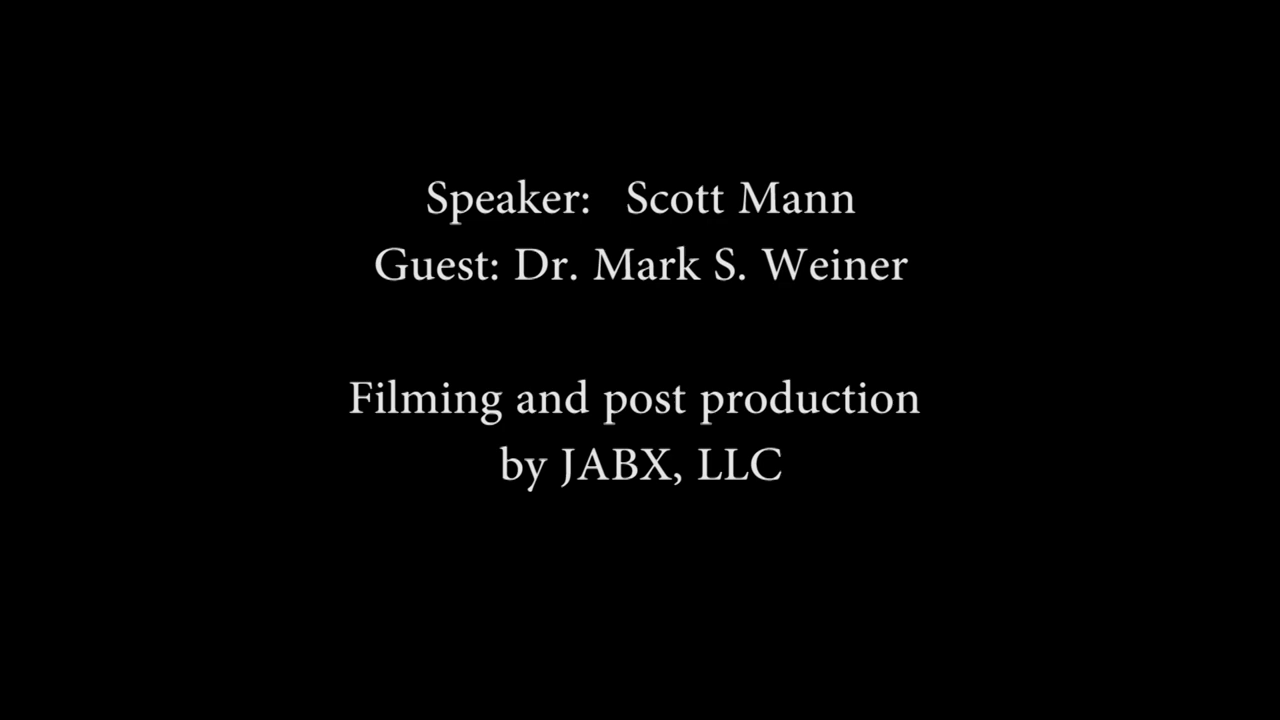 Speaker: Scott Mann
Guest: Dr. Mark S. Weiner
Filming and post production
by JABX, LLC